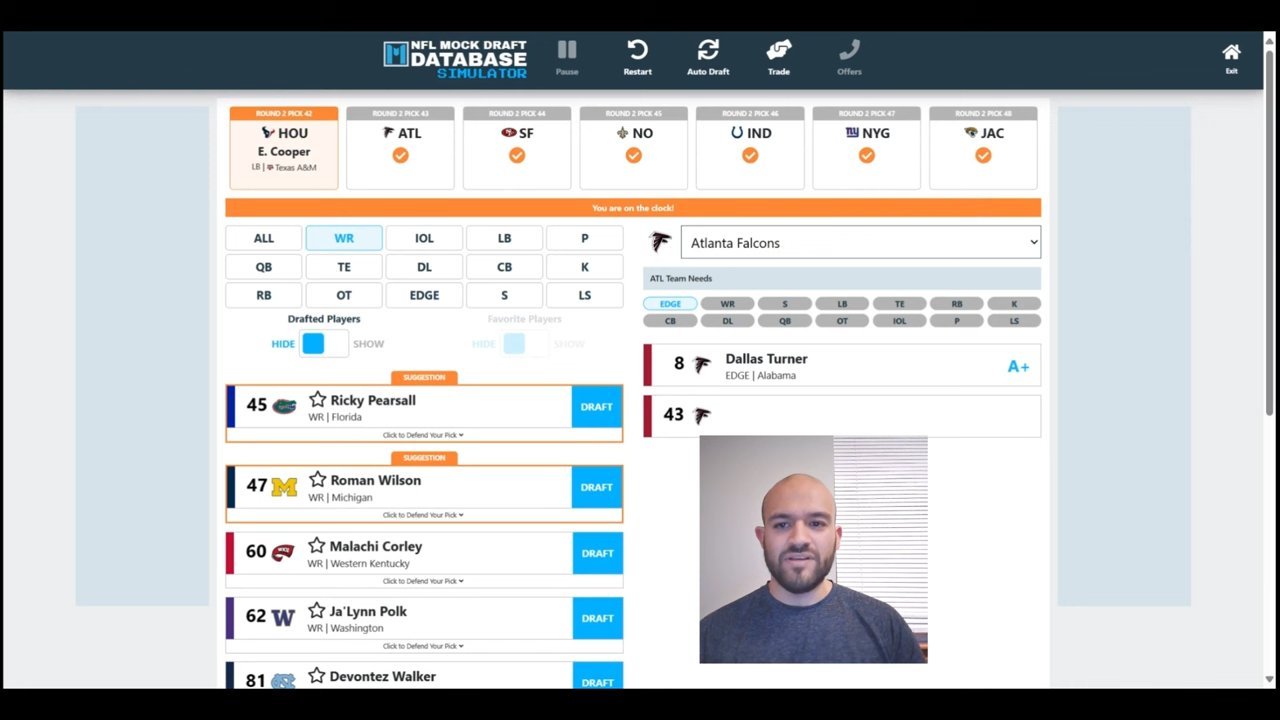 NFL MOCK DRAFT
DATABASE
SIMULATOR
Pause
Restart
Auto Draft
Trade
Offers
Exit
ROUND 2 PICK 42
HOU
E. Cooper
LB | Texas A&M
ROUND 2 PICK 43
ATL
ROUND 2 PICK 44
SF
ROUND 2 PICK 45
NO
ROUND 2 PICK 46
IND
ROUND 2 PICK 47
NYG
ROUND 2 PICK 48
JAC
You are on the clock!
ALL WR IOL LB P
QB TE DL CB K
RB OT EDGE S LS
Drafted Players
HIDE SHOW
Favorite Players
HIDE SHOW
SUGGESTION
45 Ricky Pearsall
WR | Florida
DRAFT
Click to Defend Your Pick
SUGGESTION
47 M Roman Wilson
WR | Michigan
DRAFT
Click to Defend Your Pick
60 Malachi Corley
WR | Western Kentucky
DRAFT
Click to Defend Your Pick
62 W Ja'Lynn Polk
WR | Washington
DRAFT
Click to Defend Your Pick
81 Devontez Walker
DRAFT
Atlanta Falcons
ATL Team Needs
EDGE WR S LB TE RB K
CB DL QB OT IOL P LS
8 Dallas Turner
EDGE | Alabama
A+
43